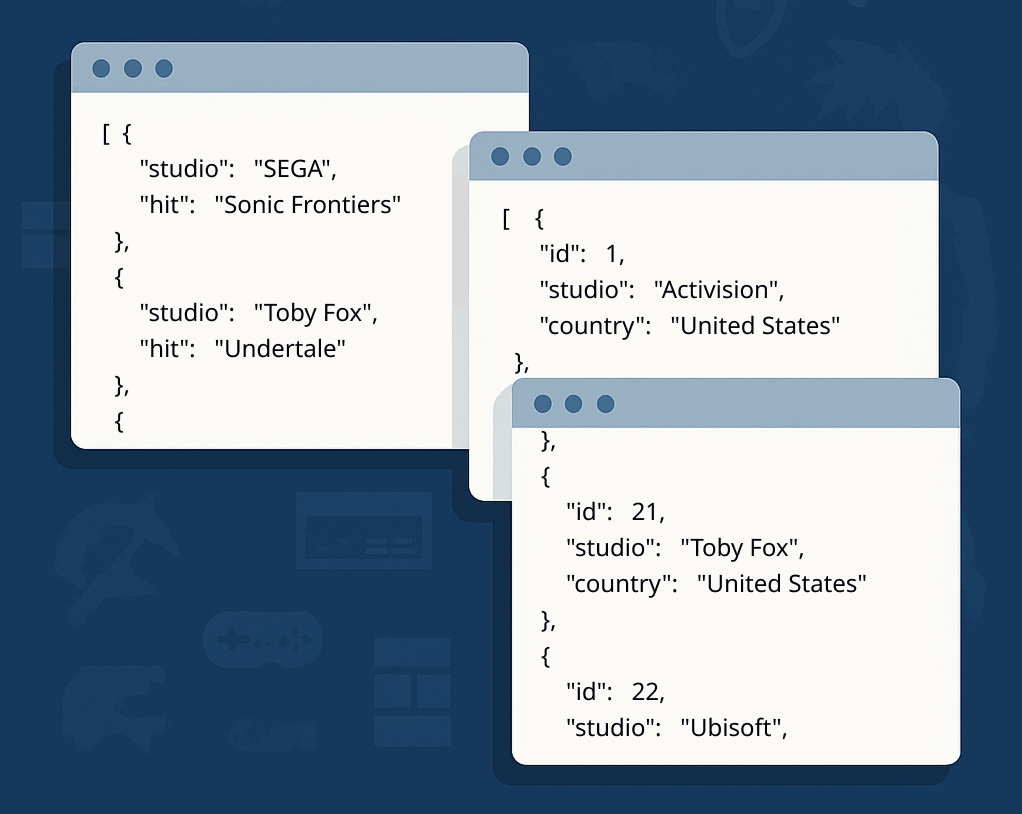 [ {
"studio": "SEGA",
"hit": "Sonic Frontiers"
},
{
"studio": "Toby Fox",
"hit": "Undertale"
},
{
[ {
"id": 1,
"studio": "Activision",
"country": "United States"
},
},
{
"id": 21,
"studio": "Toby Fox",
"country": "United States"
},
{
"id": 22,
"studio": "Ubisoft",